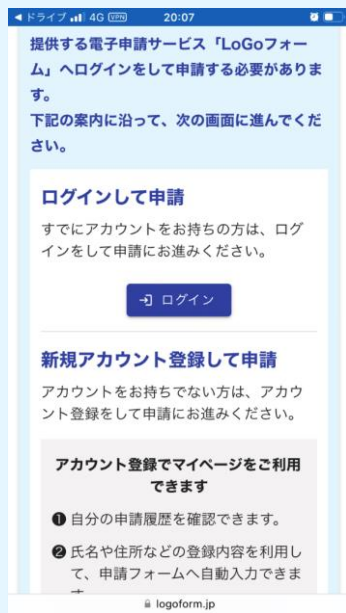 ◀ドライブ 4G VPN 20:07
提供する電子申請サービス「LoGoフォー
ム」へログインをして申請する必要がありま
す。
下記の案内に沿って、次の画面に進んでくだ
さい。
ログインして申請
すでにアカウントをお持ちの方は、ログ
インをして申請にお進みください。
ログイン
新規アカウント登録して申請
アカウントをお持ちでない方は、アカウ
ント登録をして申請にお進みください。
アカウント登録でマイページをご利用
できます
❶ 自分の申請履歴を確認できます。
❷ 氏名や住所などの登録内容を利用し
て、申請フォームへ自動入力できま
logoform.jp